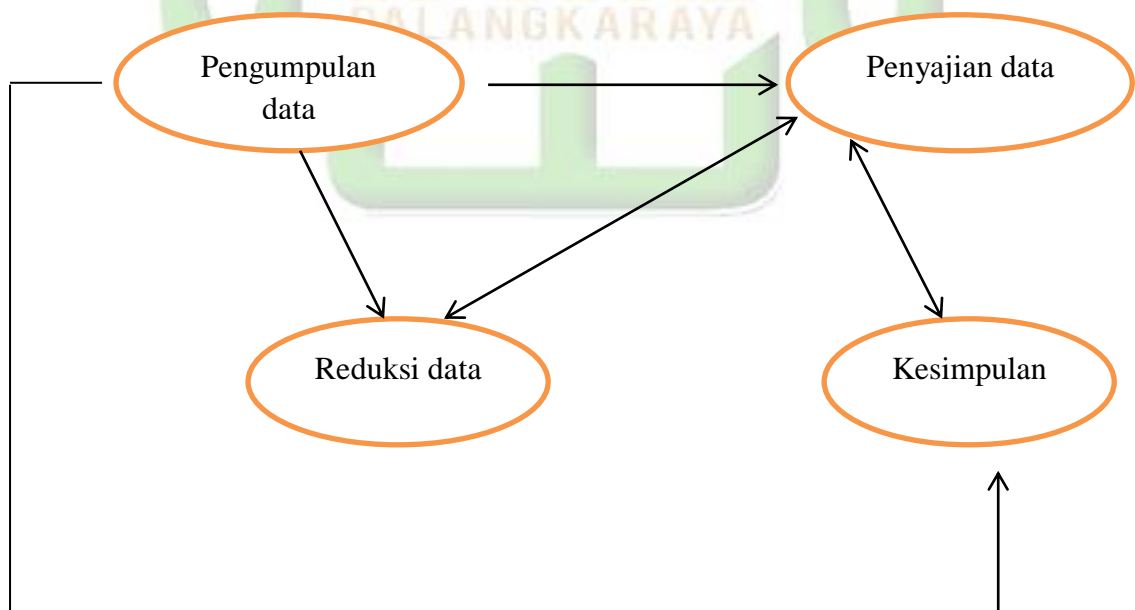 PALANGKARAYA
Pengumpulan
data
Penyajian data
Reduksi data
Kesimpulan